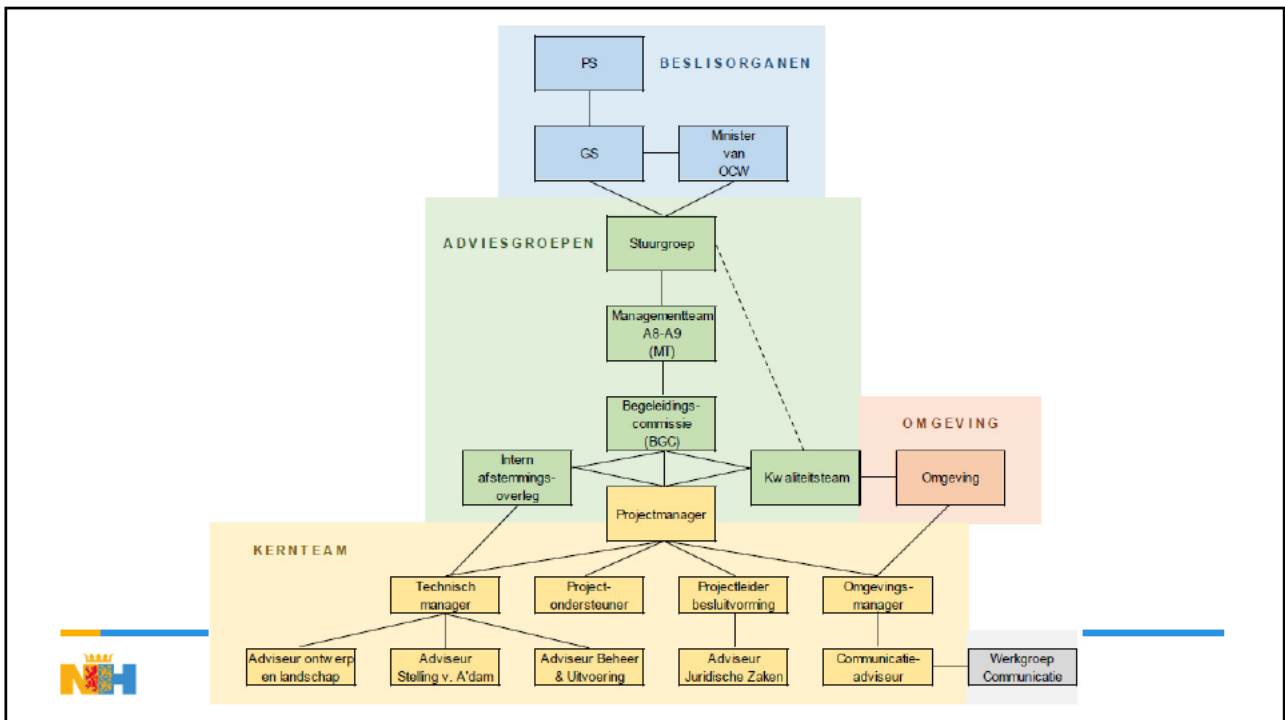 PS
BESLISORGANEN
GS
Minister
van
OCW
ADVIESGROEPEN
Stuurgroep
Managementteam
A8-A9
(MT)
Begeleidings-
commissie
(BGC)
OMGEVING
Intern
afstemmings-
overleg
Kwaliteitsteam
Omgeving
Projectmanager
KERNTEAM
Technisch
manager
Project-
ondersteuner
Projectleider
besluitvorming
Omgevings-
manager
Adviseur ontwerp
en landschap
Adviseur
Stelling v. A'dam
Adviseur Beheer
& Uitvoering
Adviseur
Juridische Zaken
Communicatie-
adviseur
Werkgroep
Communicatie
NH